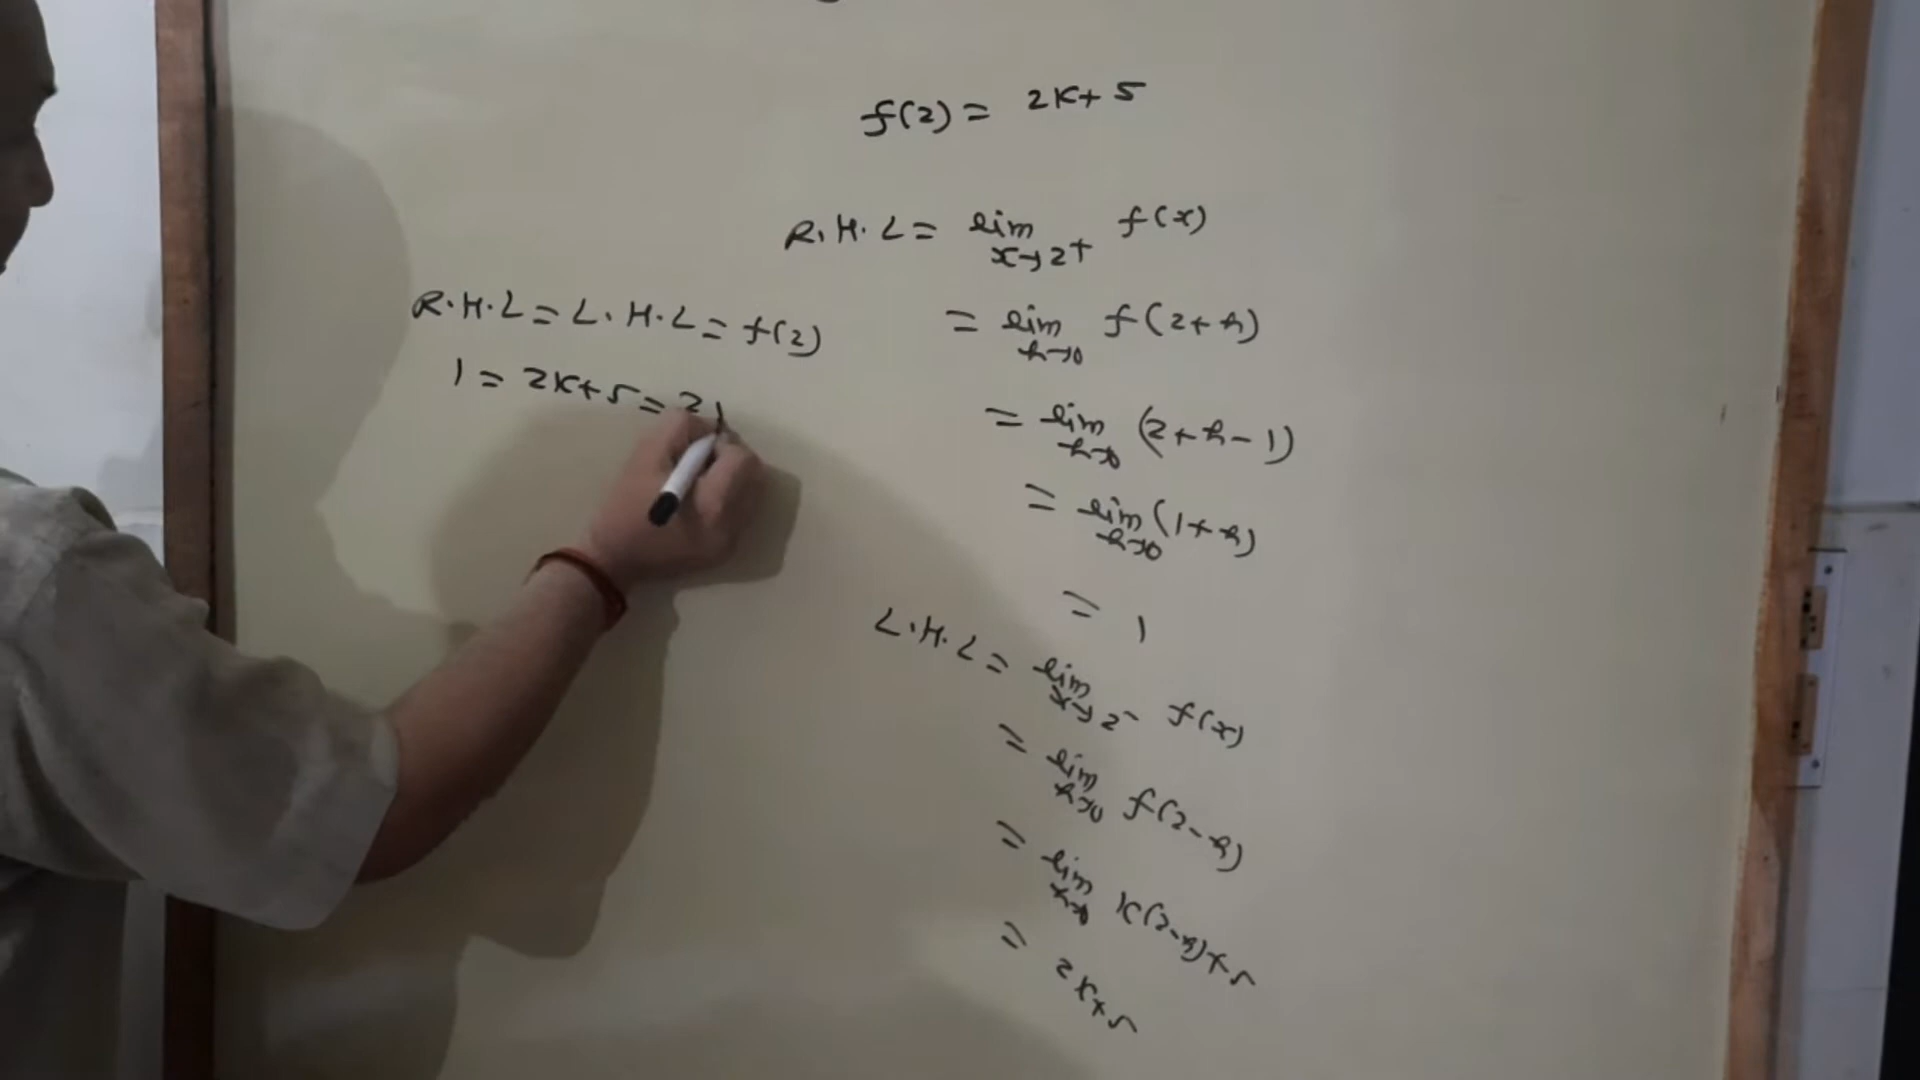 f(2) = 2K+5
R.H.L = lim x→2+ f(x)
= lim h→0 f(2+h)
= lim h→0 (2+h-1)
= lim h→0 (1+h)
= 1
L.H.L = lim x→2- f(x)
= lim h→0 f(2-h)
= lim h→0 K(2-h)+5
= 2K+5
R.H.L = L.H.L = f(2)
1 = 2K+5 = 2